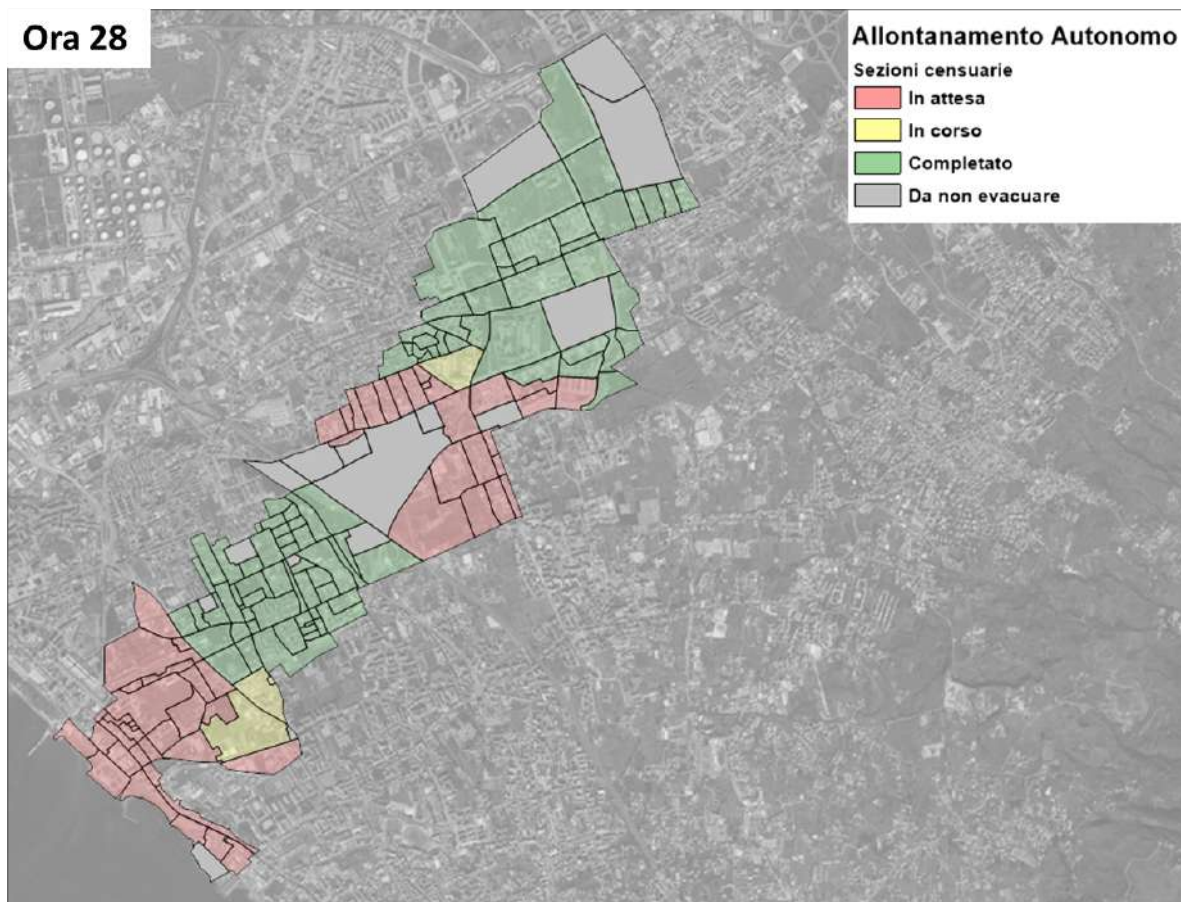 Ora 28
Allontanamento Autonomo
Sezioni censuarie
In attesa
In corso
Completato
Da non evacuare